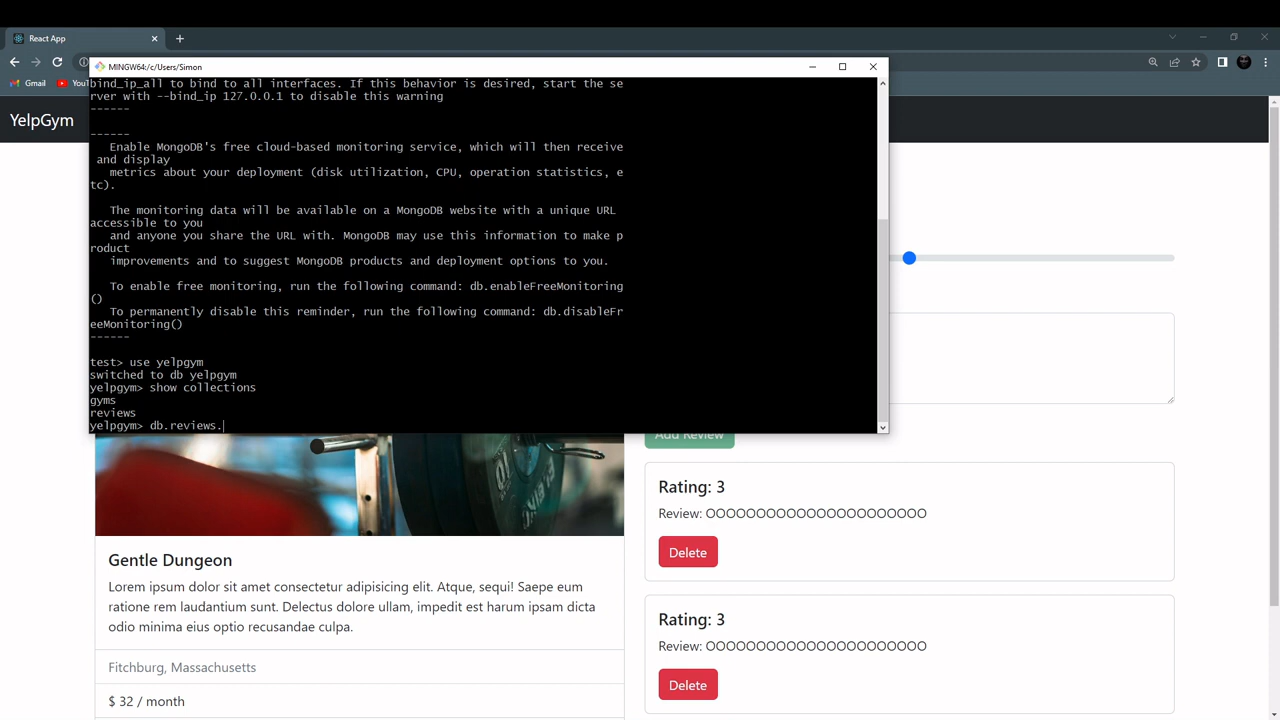 React App
MINGW64:/c/Users/Simon
Gmail
YelpGym
bind_ip_all to bind to all interfaces. If this behavior is desired, start the se
rver with --bind_ip 127.0.0.1 to disable this warning
------
------
Enable MongoDB's free cloud-based monitoring service, which will then receive
and display
metrics about your deployment (disk utilization, CPU, operation statistics, e
tc).
The monitoring data will be available on a MongoDB website with a unique URL
accessible to you
and anyone you share the URL with. MongoDB may use this information to make p
roduct
improvements and to suggest MongoDB products and deployment options to you.
To enable free monitoring, run the following command: db.enableFreeMonitoring
()
To permanently disable this reminder, run the following command: db.disableFr
eeMonitoring()
------
test> use yelpgym
switched to db yelpgym
yelpgym> show collections
gyms
reviews
yelpgym> db.reviews.
Add Review
Rating: 3
Review: OOOOOOOOOOOOOOOOOOOOOO
Delete
Rating: 3
Review: OOOOOOOOOOOOOOOOOOOOOO
Delete
Gentle Dungeon
Lorem ipsum dolor sit amet consectetur adipisicing elit. Atque, sequi! Saepe eum
ratione rem laudantium sunt. Delectus dolore ullam, impedit est harum ipsam dicta
odio minima eius optio recusandae culpa.
Fitchburg, Massachusetts
$ 32 / month